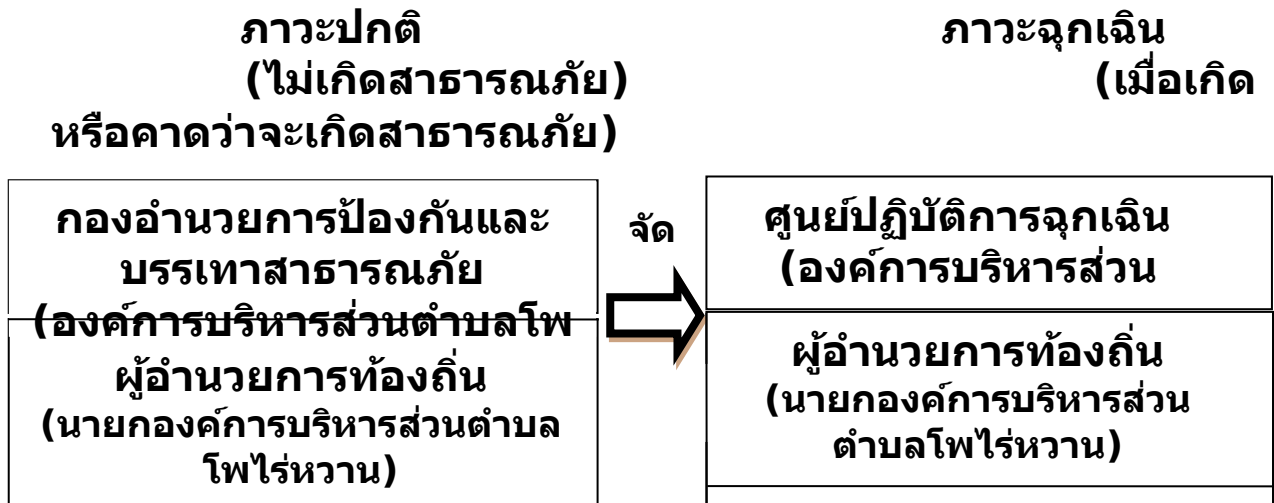 ภาวะปกติ
ภาวะฉุกเฉิน
(ไม่เกิดสาธารณภัย)
(เมื่อเกิด
หรือคาดว่าจะเกิดสาธารณภัย)
กองอำนวยการป้องกันและ
บรรเทาสาธารณภัย
(องค์การบริหารส่วนตำบลโพ
จัด
ศูนย์ปฏิบัติการฉุกเฉิน
(องค์การบริหารส่วน
ผู้อำนวยการท้องถิ่น
(นายกองค์การบริหารส่วนตำบล
โพไร่หวาน)
ผู้อำนวยการท้องถิ่น
(นายกองค์การบริหารส่วน
ตำบลโพไร่หวาน)